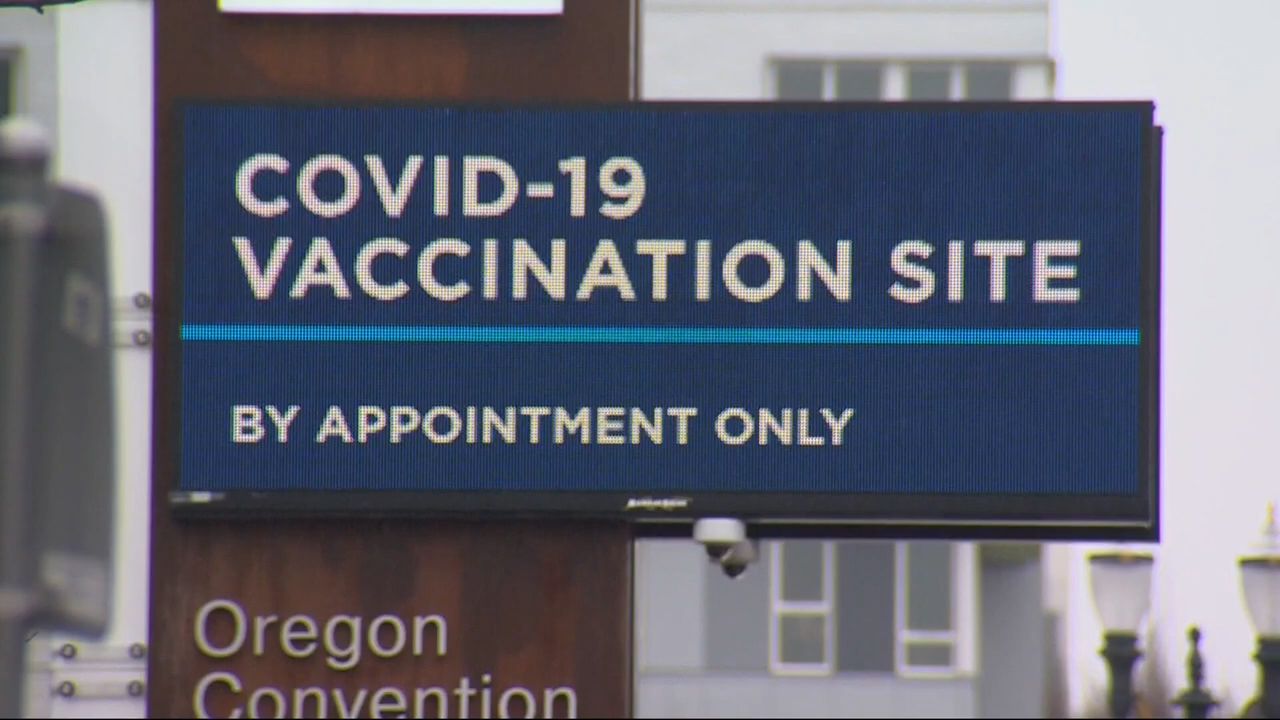 COVID-19
VACCINATION SITE
BY APPOINTMENT ONLY
Oregon
Convention